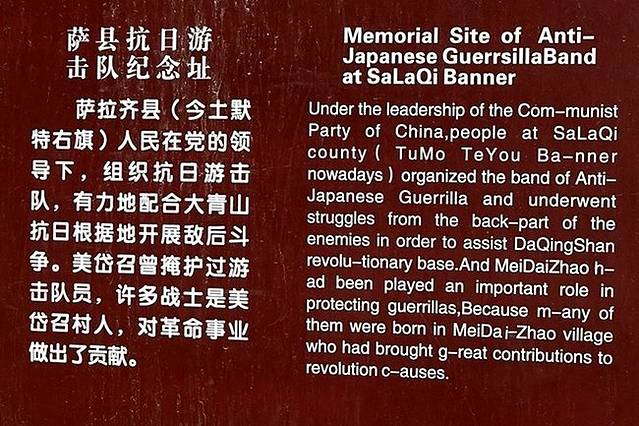 萨县抗日游
击队纪念址
萨拉齐县（今土默
特右旗）人民在党的领
导下，组织抗日游击
队，有力地配合大青山
抗日根据地开展敌后斗
争。美岱召曾掩护过游
击队员，许多战士是美
岱召村人，对革命事业
做出了贡献。
Memorial Site of Anti-
Japanese GuerrsillaBand
at SaLaQi Banner
Under the leadership of the Com-munist
Party of China,people at SaLaQi
county ( TuMo TeYou Ba-nner
nowadays ) organized the band of Anti-
Japanese Guerrilla and underwent
struggles from the back-part of the
enemies in order to assist DaQingShan
revolu-tionary base.And MeiDaiZhao h-
ad been played an important role in
protecting guerrillas,Because m-any of
them were born in MeiDai-Zhao village
who had brought g-reat contributions to
revolution c-auses.